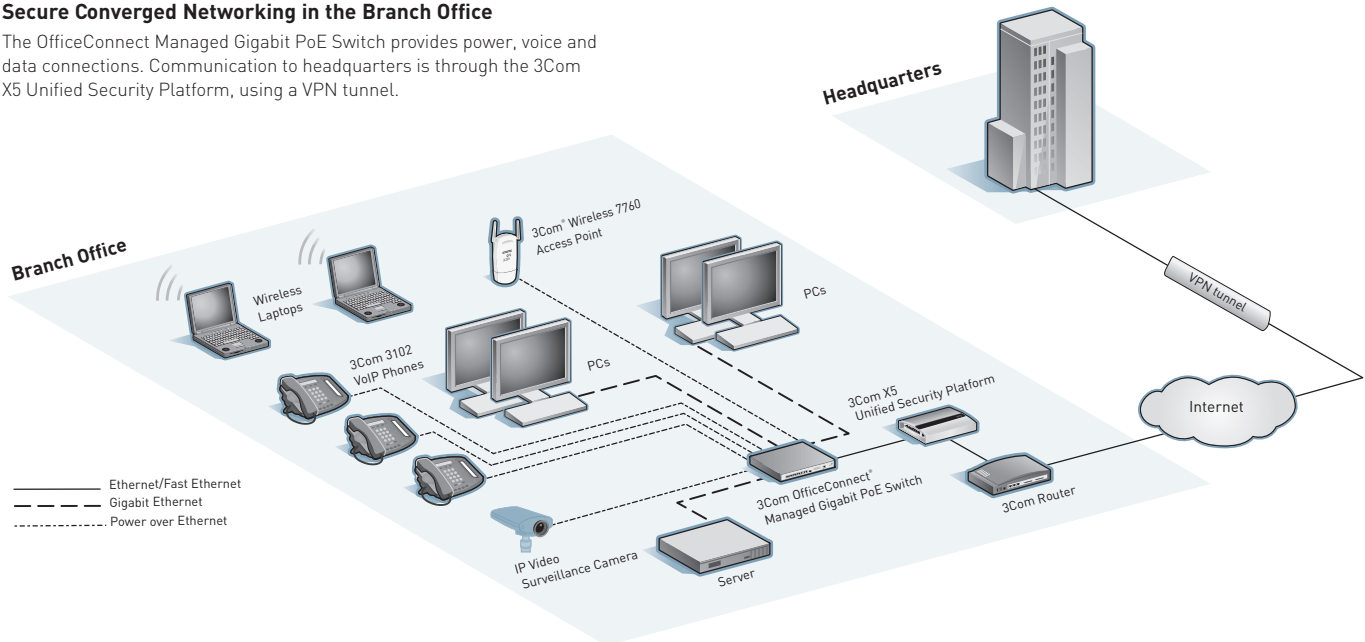 Secure Converged Networking in the Branch Office
The OfficeConnect Managed Gigabit PoE Switch provides power, voice and
data connections. Communication to headquarters is through the 3Com
X5 Unified Security Platform, using a VPN tunnel.
Headquarters
Branch Office
3Com® Wireless 7760
Access Point
Wireless
Laptops
PCs
VPN tunnel
3Com 3102
VoIP Phones
PCs
3Com X5
Unified Security Platform
Internet
Ethernet/Fast Ethernet
Gigabit Ethernet
Power over Ethernet
3Com OfficeConnect®
Managed Gigabit PoE Switch
3Com Router
IP Video
Surveillance Camera
Server